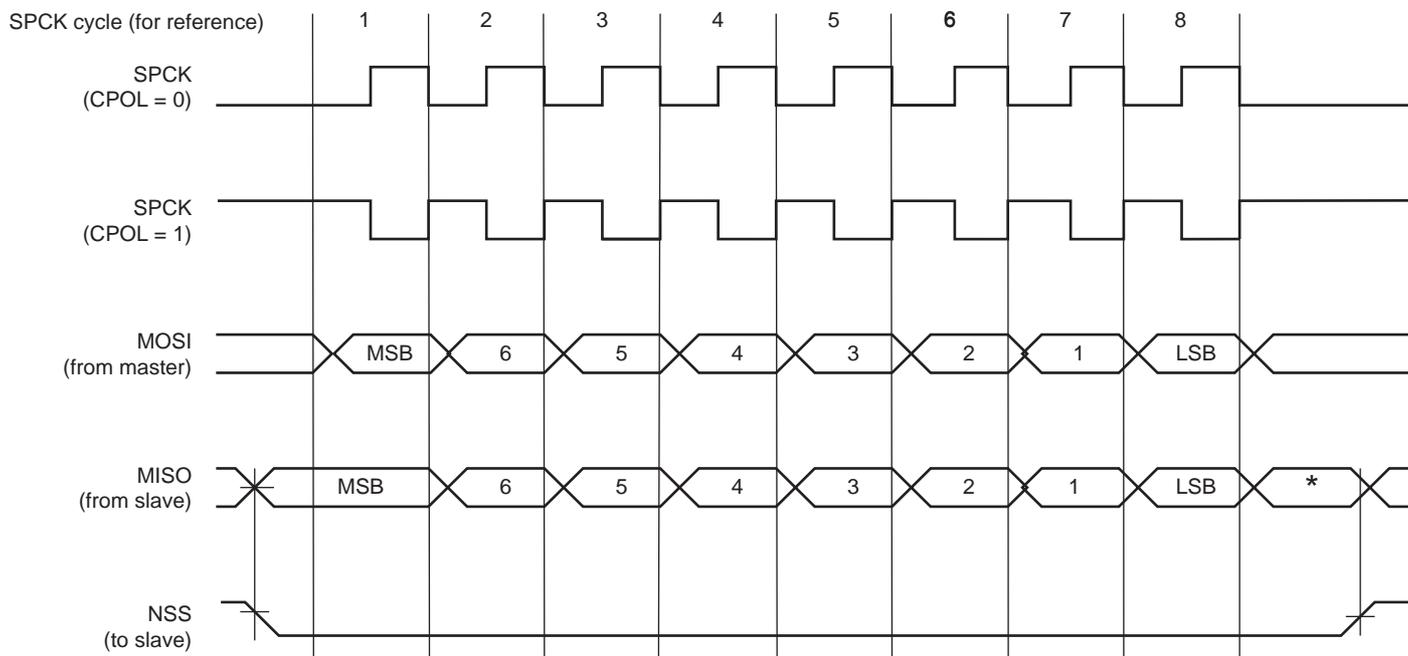 SPCK cycle (for reference) 1 2 3 4 5 6 7 8
SPCK
(CPOL = 0)
SPCK
(CPOL = 1)
MOSI
(from master)
MSB 6 5 4 3 2 1 LSB
MISO
(from slave)
MSB 6 5 4 3 2 1 LSB *
NSS
(to slave)